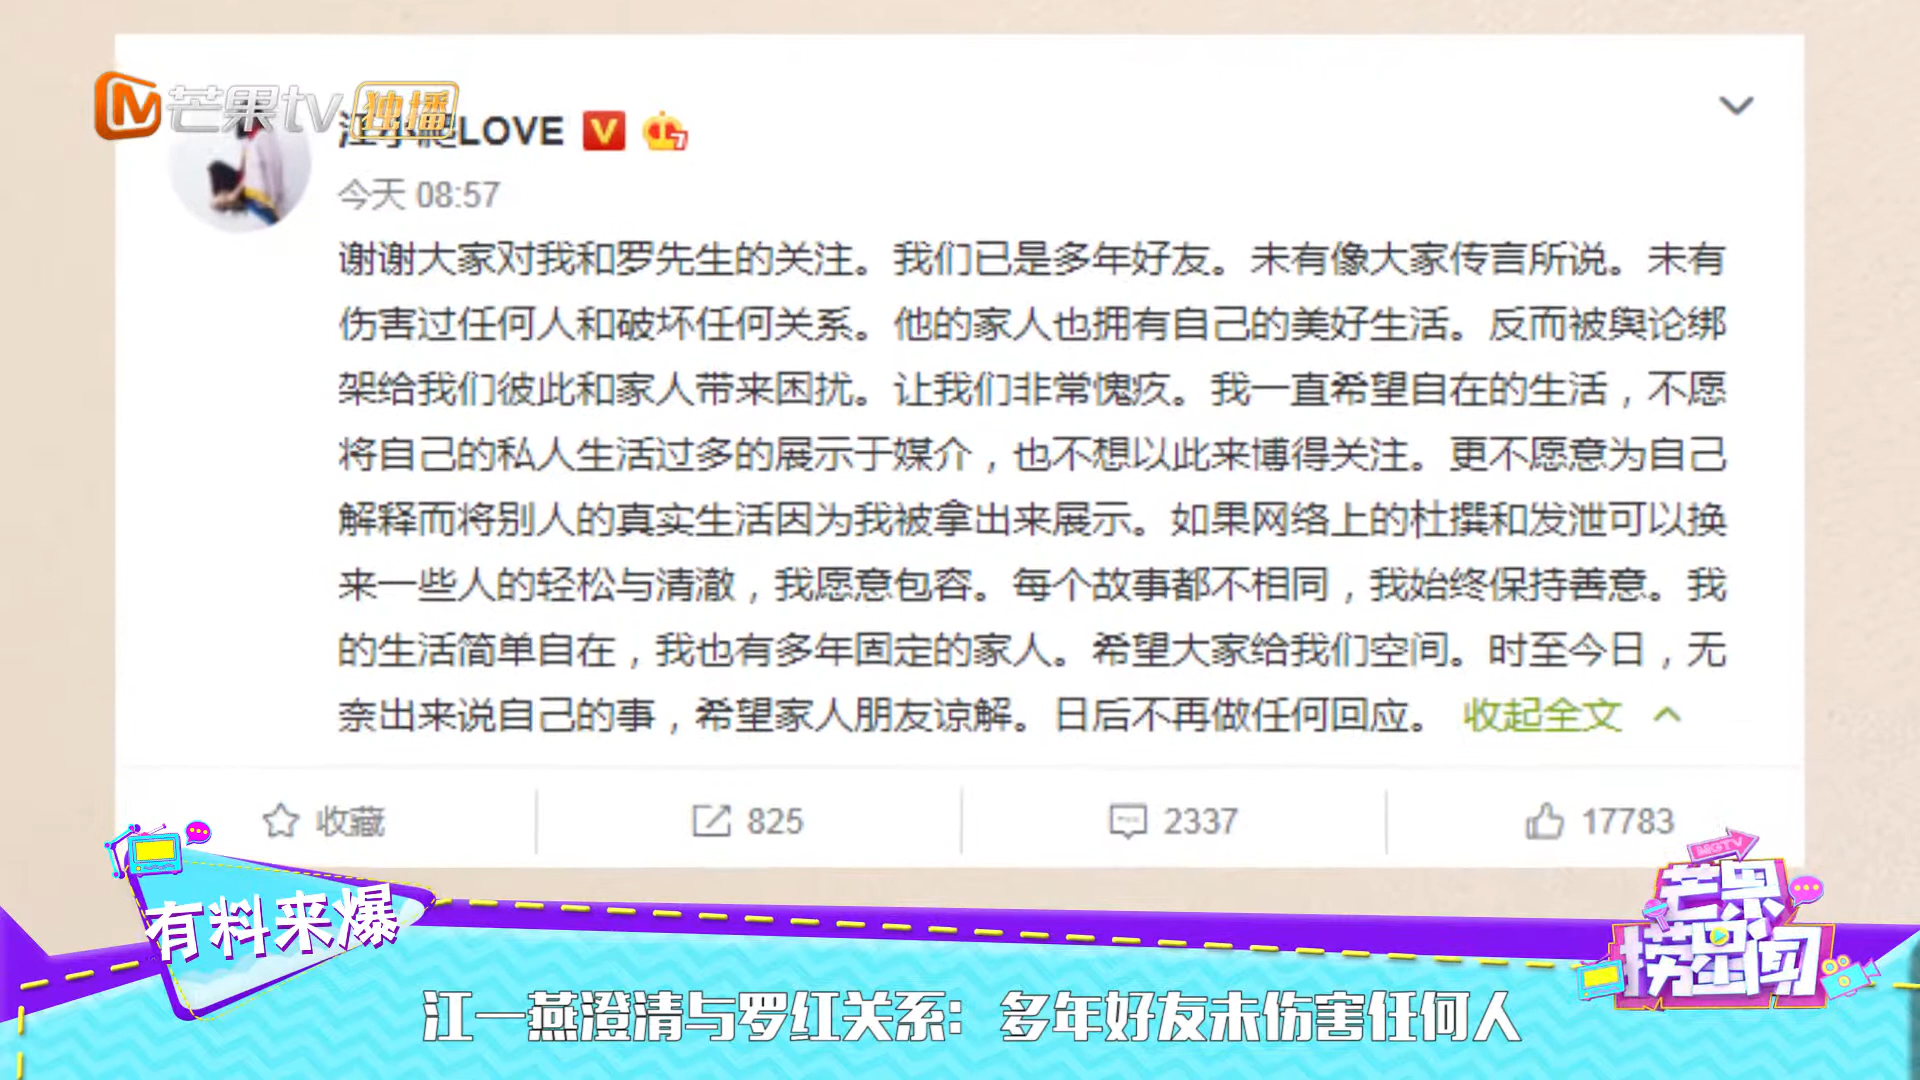 芒果tv 独播
江小爬LOVE
今天 08:57
谢谢大家对我和罗先生的关注。我们已是多年好友。未有像大家传言所说。未有
伤害过任何人和破坏任何关系。他的家人也拥有自己的美好生活。反而被舆论绑
架给我们彼此和家人带来困扰。让我们非常愧疚。我一直希望自在的生活，不愿
将自己的私人生活过多的展示于媒介，也不想以此来博得关注。更不愿意为自己
解释而将别人的真实生活因为我被拿出来展示。如果网络上的杜撰和发泄可以换
来一些人的轻松与清澈，我愿意包容。每个故事都不相同，我始终保持善意。我
的生活简单自在，我也有多年固定的家人。希望大家给我们空间。时至今日，无
奈出来说自己的事，希望家人朋友谅解。日后不再做任何回应。 收起全文
收藏 825 2337 17783
有料来爆
MGTV
芒果
捞星闻
江一燕澄清与罗红关系：多年好友未伤害任何人